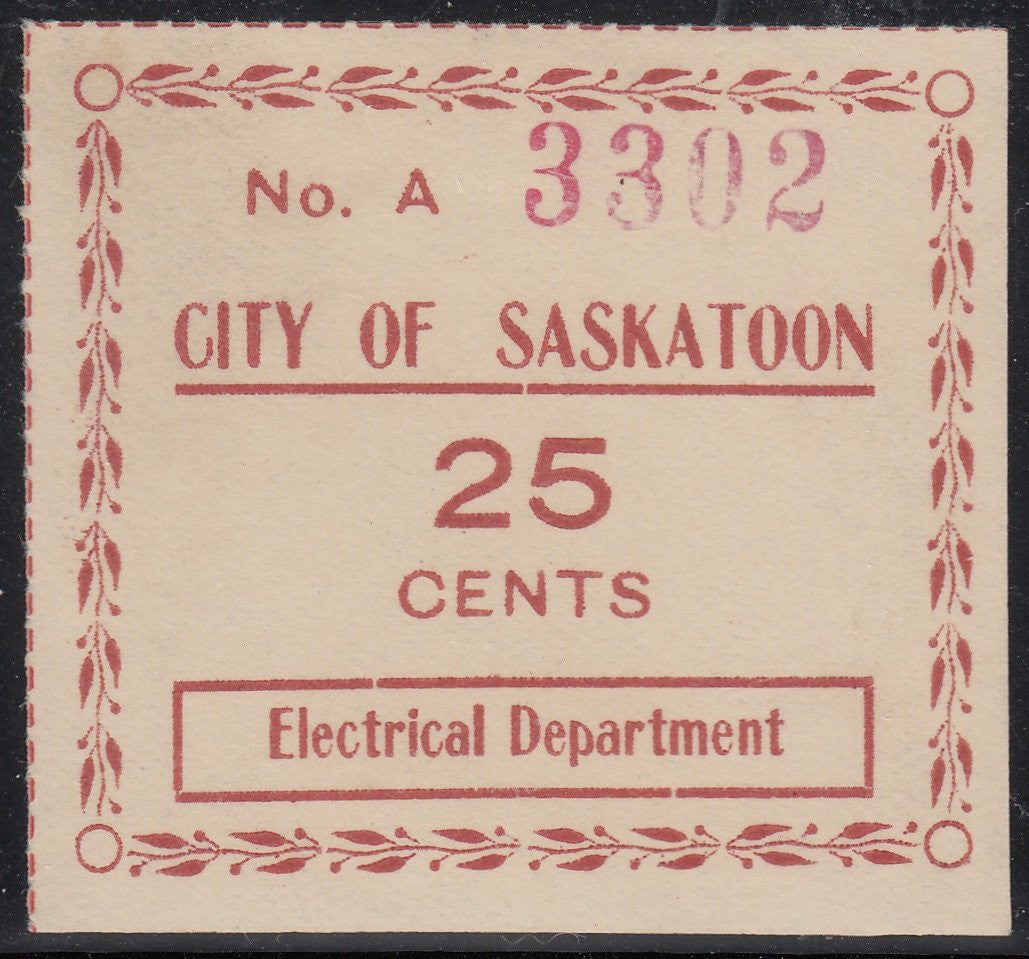 No. A 3302
CITY OF SASKATOON
25
CENTS
Electrical Department